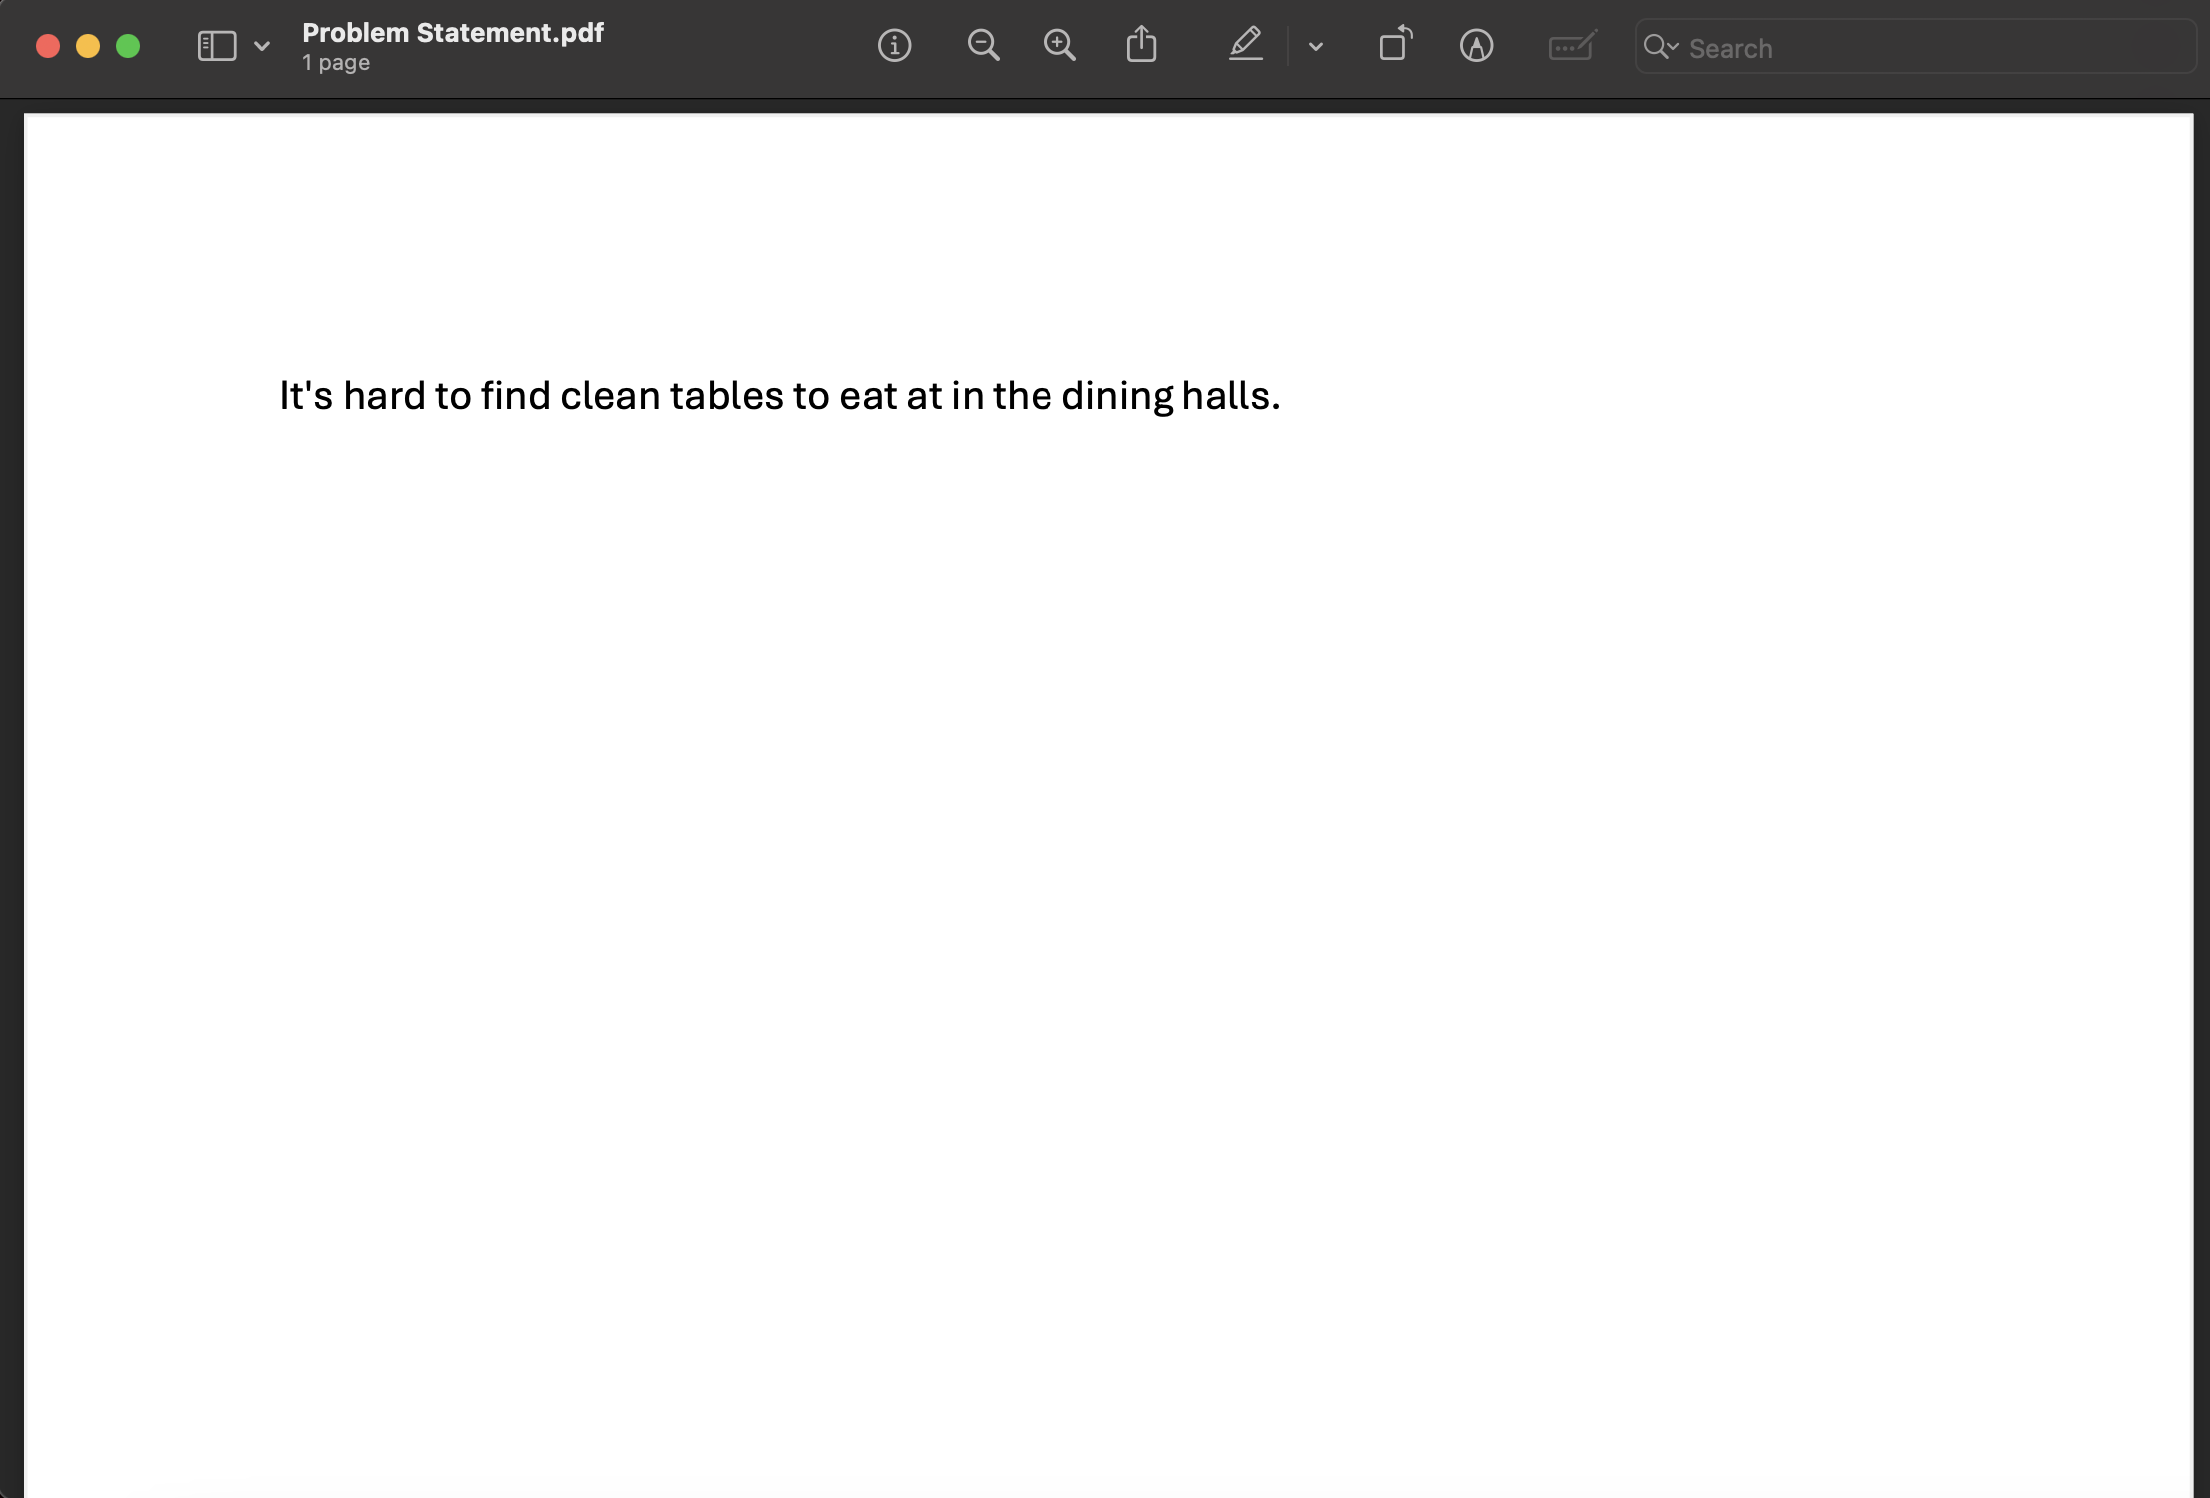 Problem Statement.pdf
1 page
Search
It's hard to find clean tables to eat at in the dining halls.